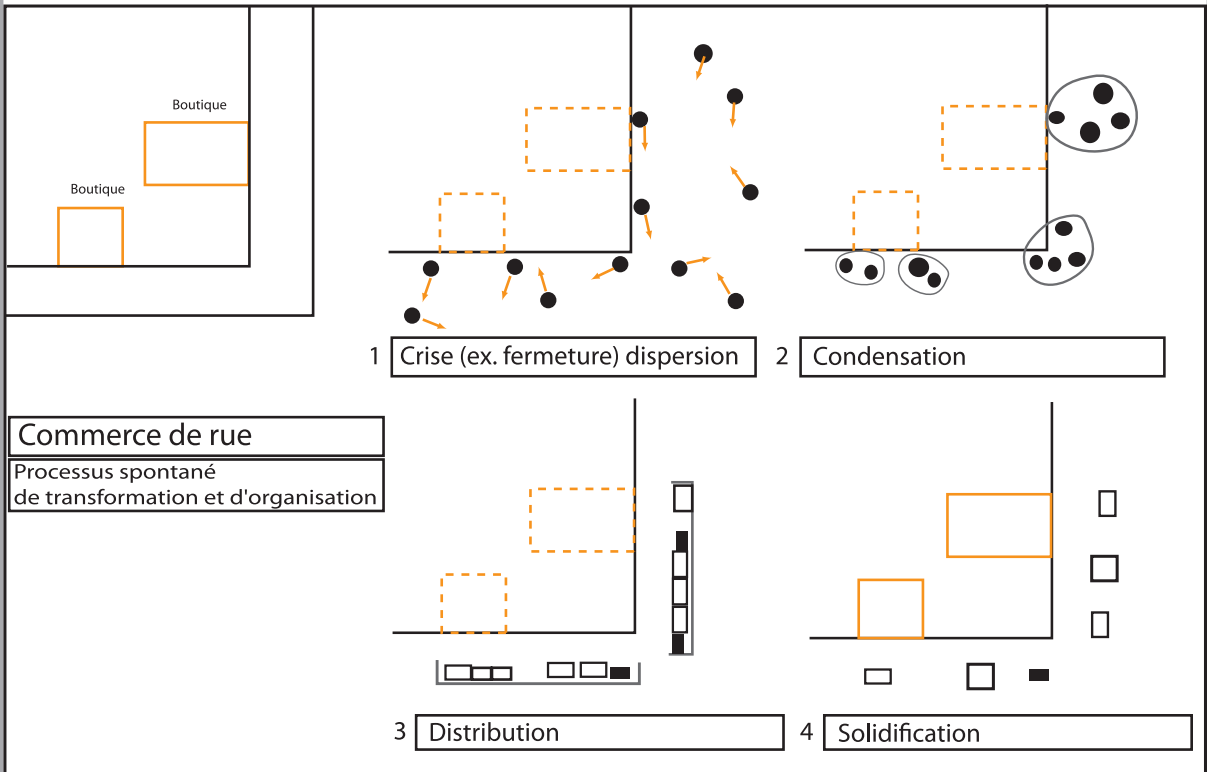 Boutique
Boutique
1 Crise (ex. fermeture) dispersion
2 Condensation
Commerce de rue
Processus spontané
de transformation et d'organisation
3 Distribution
4 Solidification